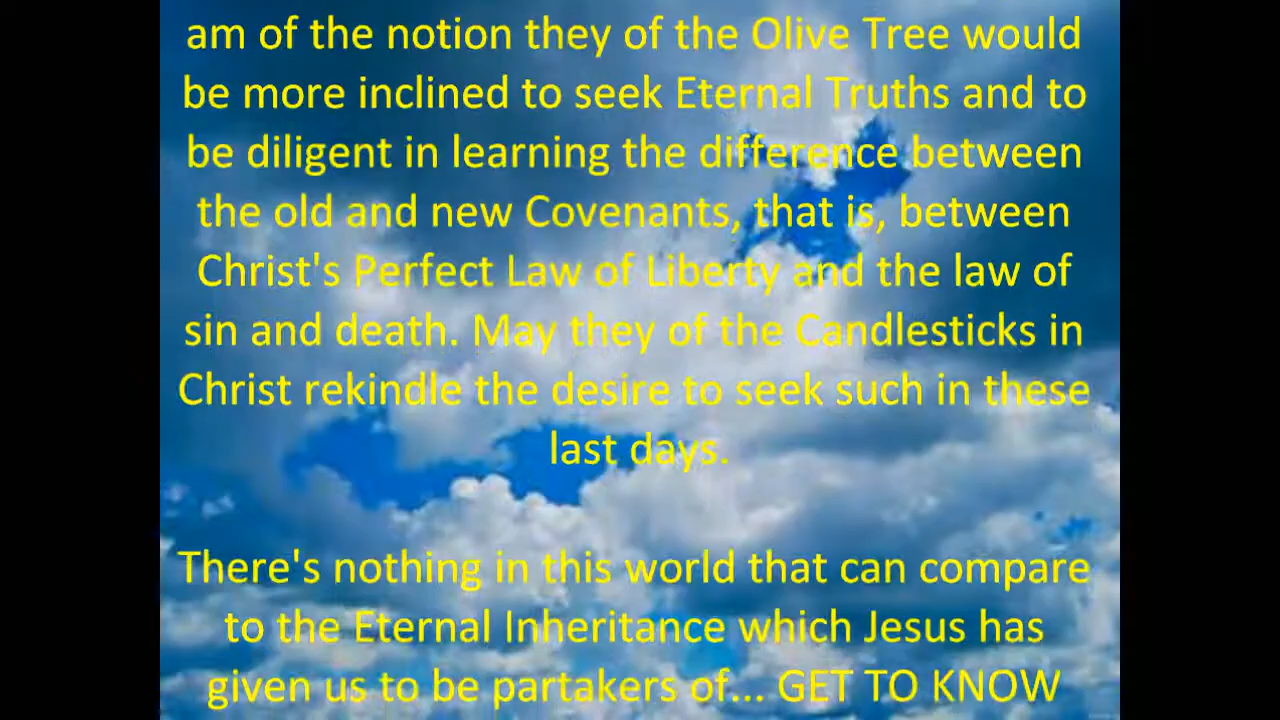 am of the notion they of the Olive Tree would
be more inclined to seek Eternal Truths and to
be diligent in learning the difference between
the old and new Covenants, that is, between
Christ's Perfect Law of Liberty and the law of
sin and death. May they of the Candlesticks in
Christ rekindle the desire to seek such in these
last days.
There's nothing in this world that can compare
to the Eternal Inheritance which Jesus has
given us to be partakers of... GET TO KNOW